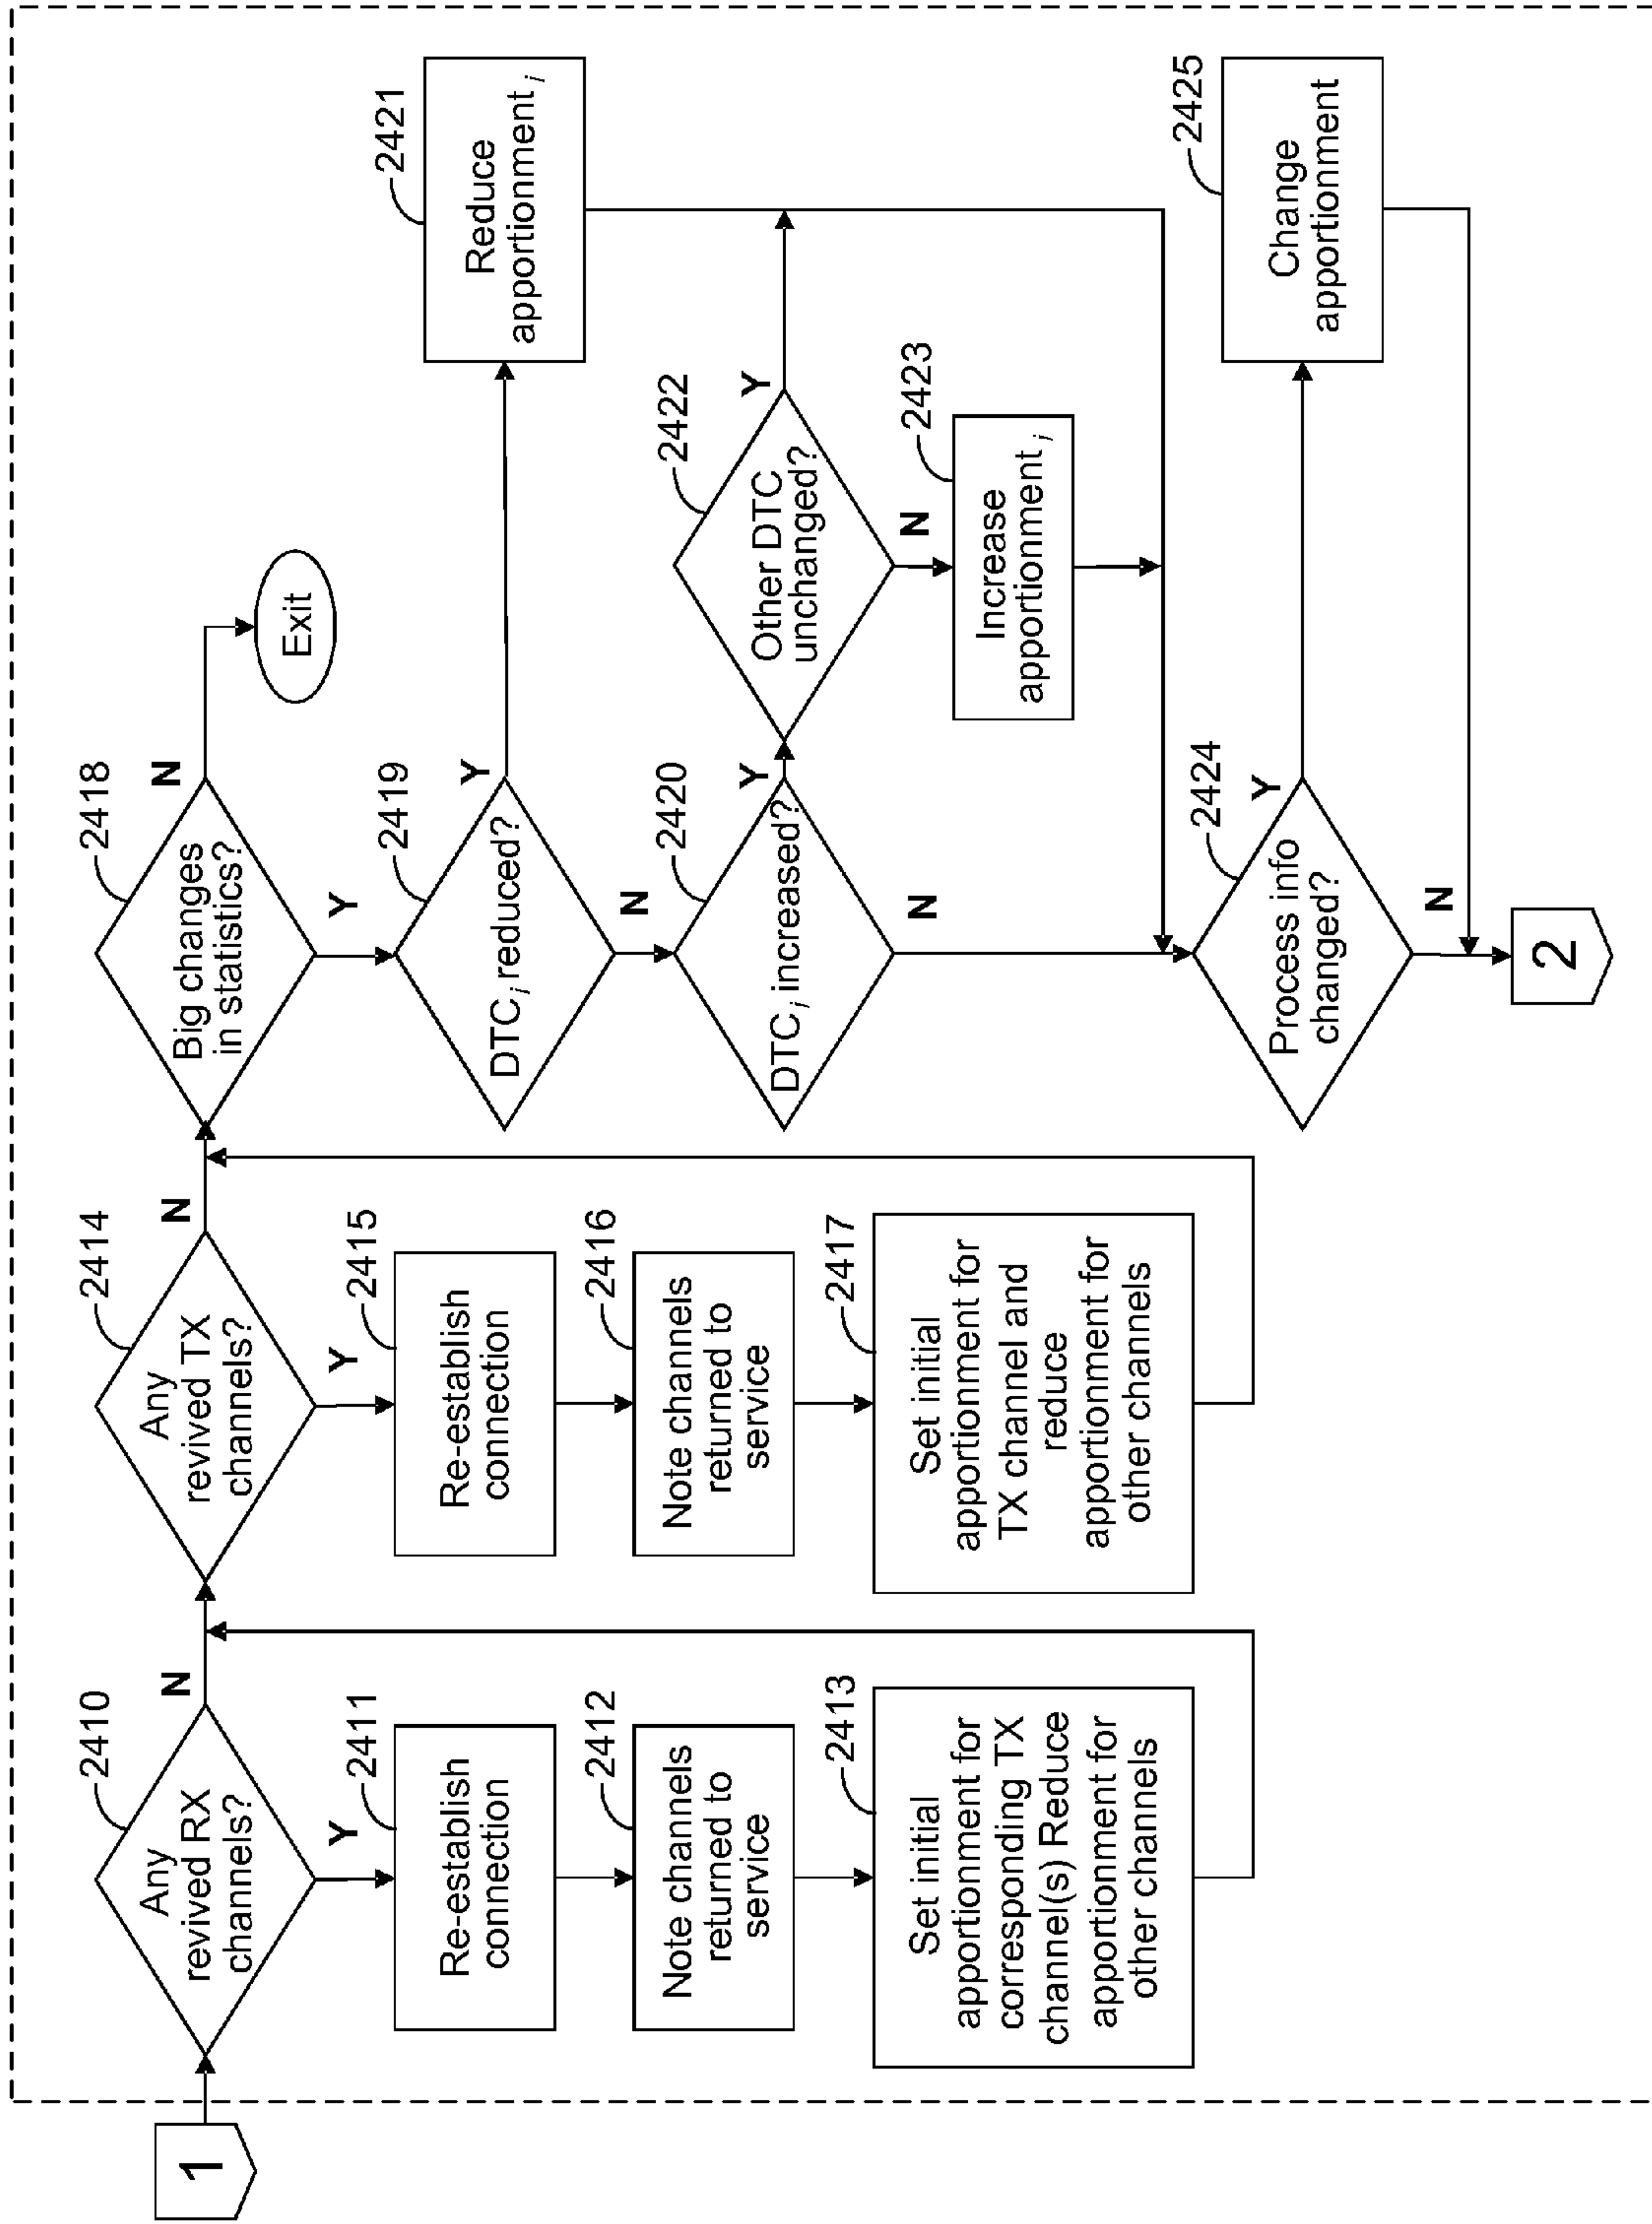 1
2410
Any
revived RX
channels?
N
Y
2411
Re-establish
connection
2412
Note channels
returned to
service
2413
Set initial
apportionment for
corresponding TX
channel(s) Reduce
apportionment for
other channels
2414
Any
revived TX
channels?
N
Y
2415
Re-establish
connection
2416
Note channels
returned to
service
2417
Set initial
apportionment for
TX channel and
reduce
apportionment for
other channels
2418
Big changes
in statistics?
N
Exit
Y
2419
DTC i reduced?
Y
2421
Reduce
apportionment i
N
2420
DTC i increased?
Y
2422
Other DTC
unchanged?
Y
N
2423
Increase
apportionment i
N
2424
Process info
changed?
Y
2425
Change
apportionment
N
2